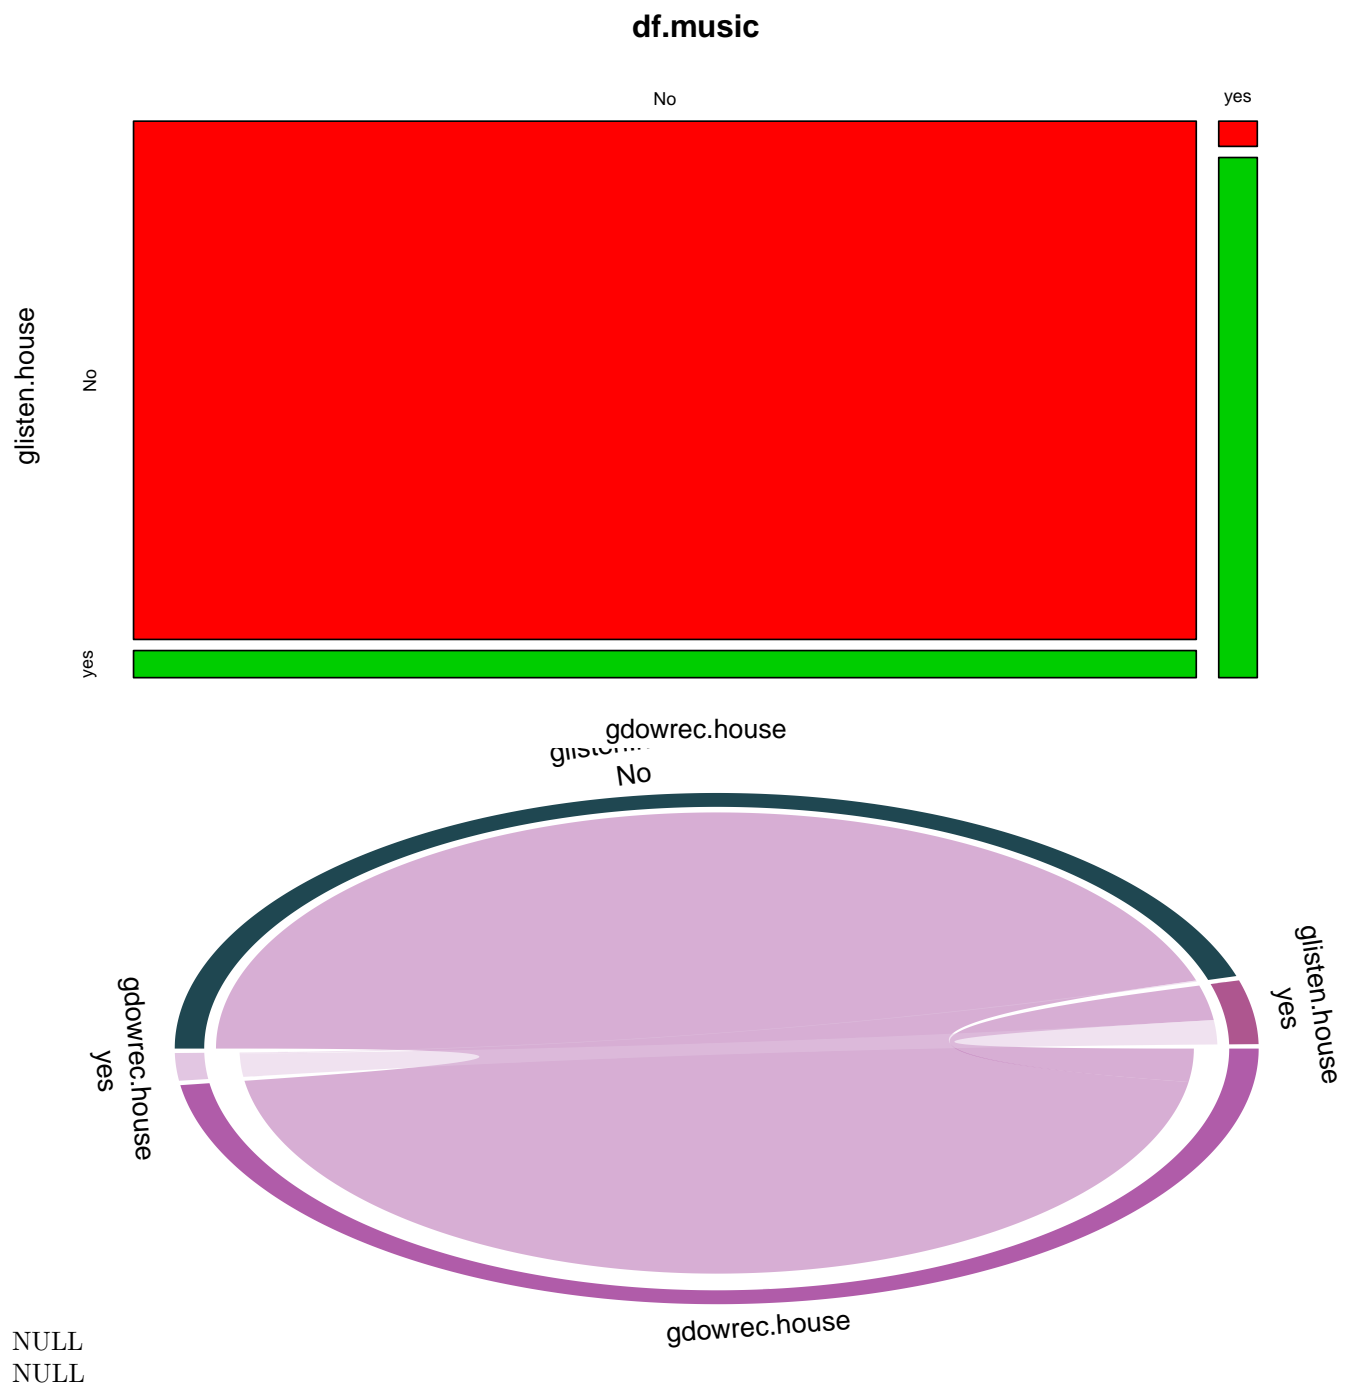 df.music
No
yes
glisten.house
No
yes
gdowrec.house
No
glisten.house
yes
gdowrec.house
yes
gdowrec.house
NULL
NULL